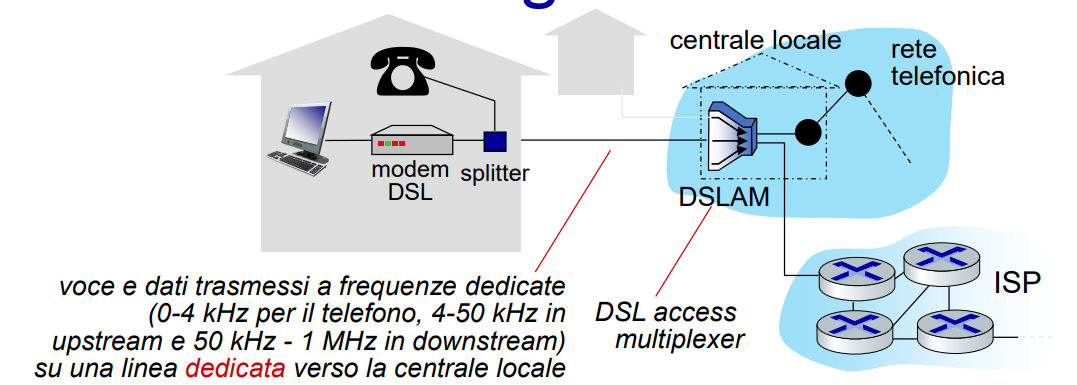 centrale locale
rete
telefonica
modem
DSL
splitter
DSLAM
ISP
voce e dati trasmessi a frequenze dedicate
(0-4 kHz per il telefono, 4-50 kHz in
upstream e 50 kHz - 1 MHz in downstream)
su una linea dedicata verso la centrale locale
DSL access
multiplexer